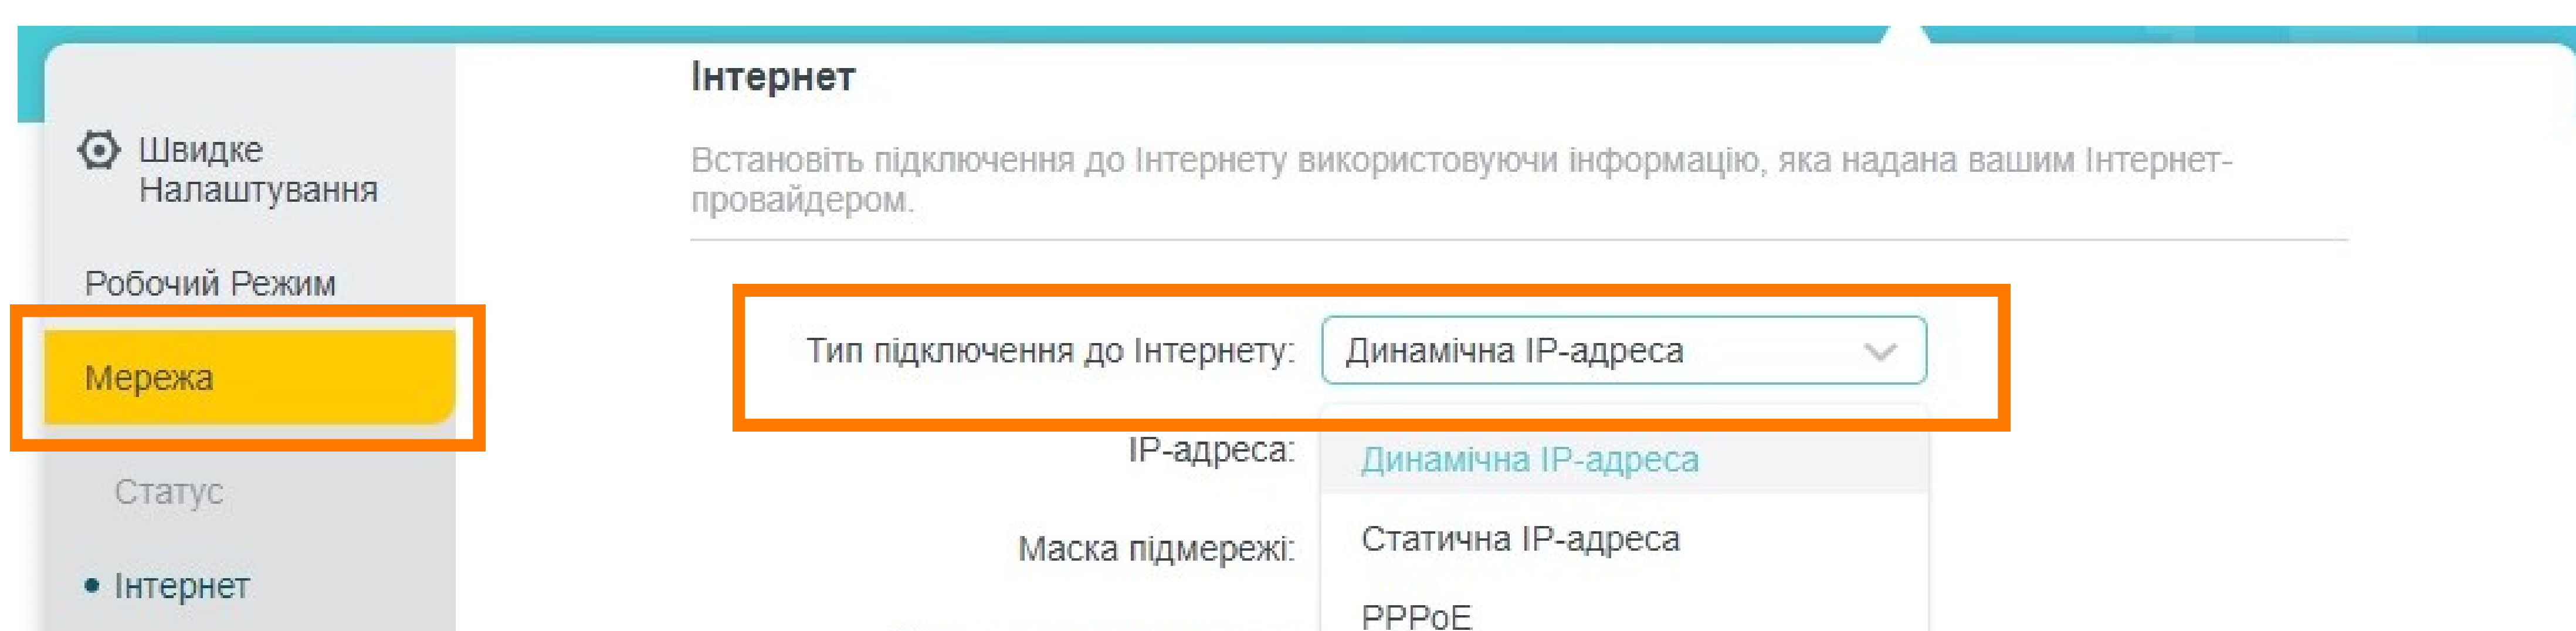 Швидке
Налаштування
Робочий Режим
Мережа
Статус
Інтернет
Інтернет
Встановіть підключення до Інтернету використовуючи інформацію, яка надана вашим Інтернет-
провайдером.
Тип підключення до Інтернету: Динамічна IP-адреса
IP-адреса:
Динамічна IP-адреса
Маска підмережі:
Статична IP-адреса
PPPoE